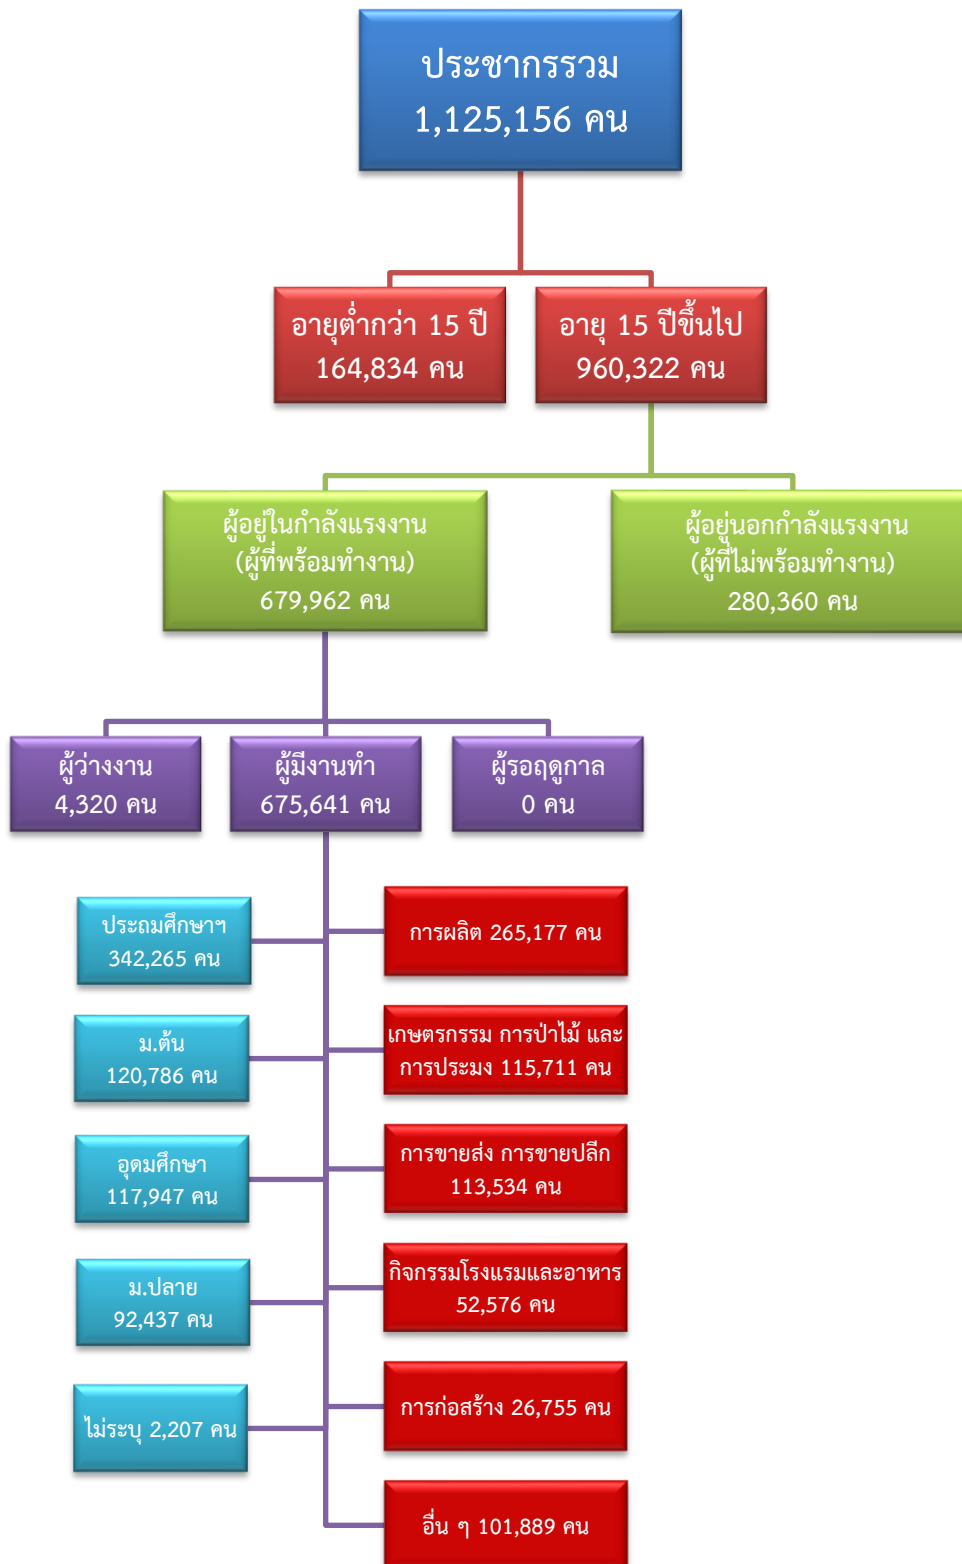 ประชากรรวม
1,125,156 คน
อายุต่ำกว่า 15 ปี
164,834 คน
อายุ 15 ปีขึ้นไป
960,322 คน
ผู้อยู่ในกำลังแรงงาน
(ผู้ที่พร้อมทำงาน)
679,962 คน
ผู้อยู่นอกกำลังแรงงาน
(ผู้ที่ไม่พร้อมทำงาน)
280,360 คน
ผู้ว่างงาน
4,320 คน
ผู้มีงานทำ
675,641 คน
ผู้รอฤดูกาล
0 คน
ประถมศึกษาฯ
342,265 คน
ม.ต้น
120,786 คน
อุดมศึกษา
117,947 คน
ม.ปลาย
92,437 คน
ไม่ระบุ 2,207 คน
การผลิต 265,177 คน
เกษตรกรรม การป่าไม้ และ
การประมง 115,711 คน
การขายส่ง การขายปลีก
113,534 คน
กิจกรรมโรงแรมและอาหาร
52,576 คน
การก่อสร้าง 26,755 คน
อื่น ๆ 101,889 คน